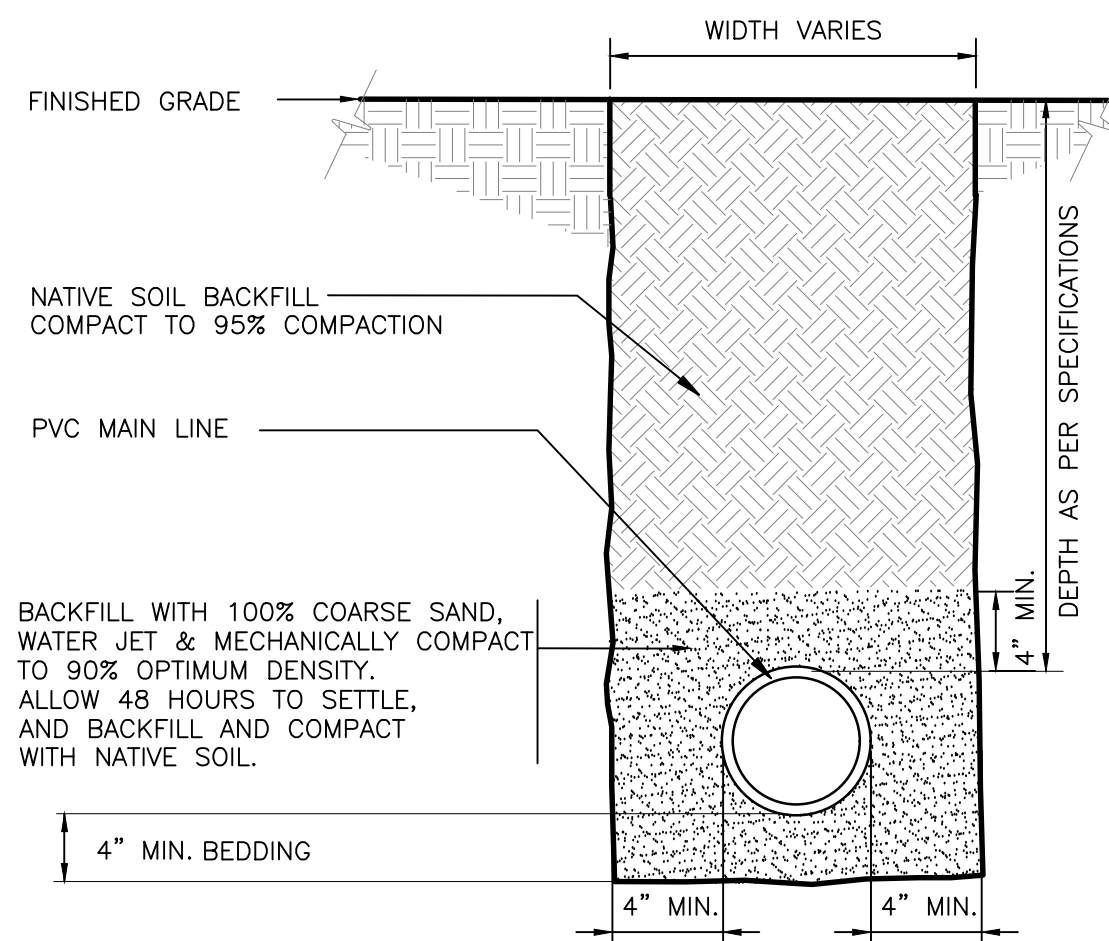 WIDTH VARIES
FINISHED GRADE
NATIVE SOIL BACKFILL
COMPACT TO 95% COMPACTION
PVC MAIN LINE
DEPTH AS PER SPECIFICATIONS
4” MIN.
BACKFILL WITH 100% COARSE SAND,
WATER JET & MECHANICALLY COMPACT
TO 90% OPTIMUM DENSITY.
ALLOW 48 HOURS TO SETTLE,
AND BACKFILL AND COMPACT
WITH NATIVE SOIL.
4” MIN. BEDDING
4” MIN.
4” MIN.